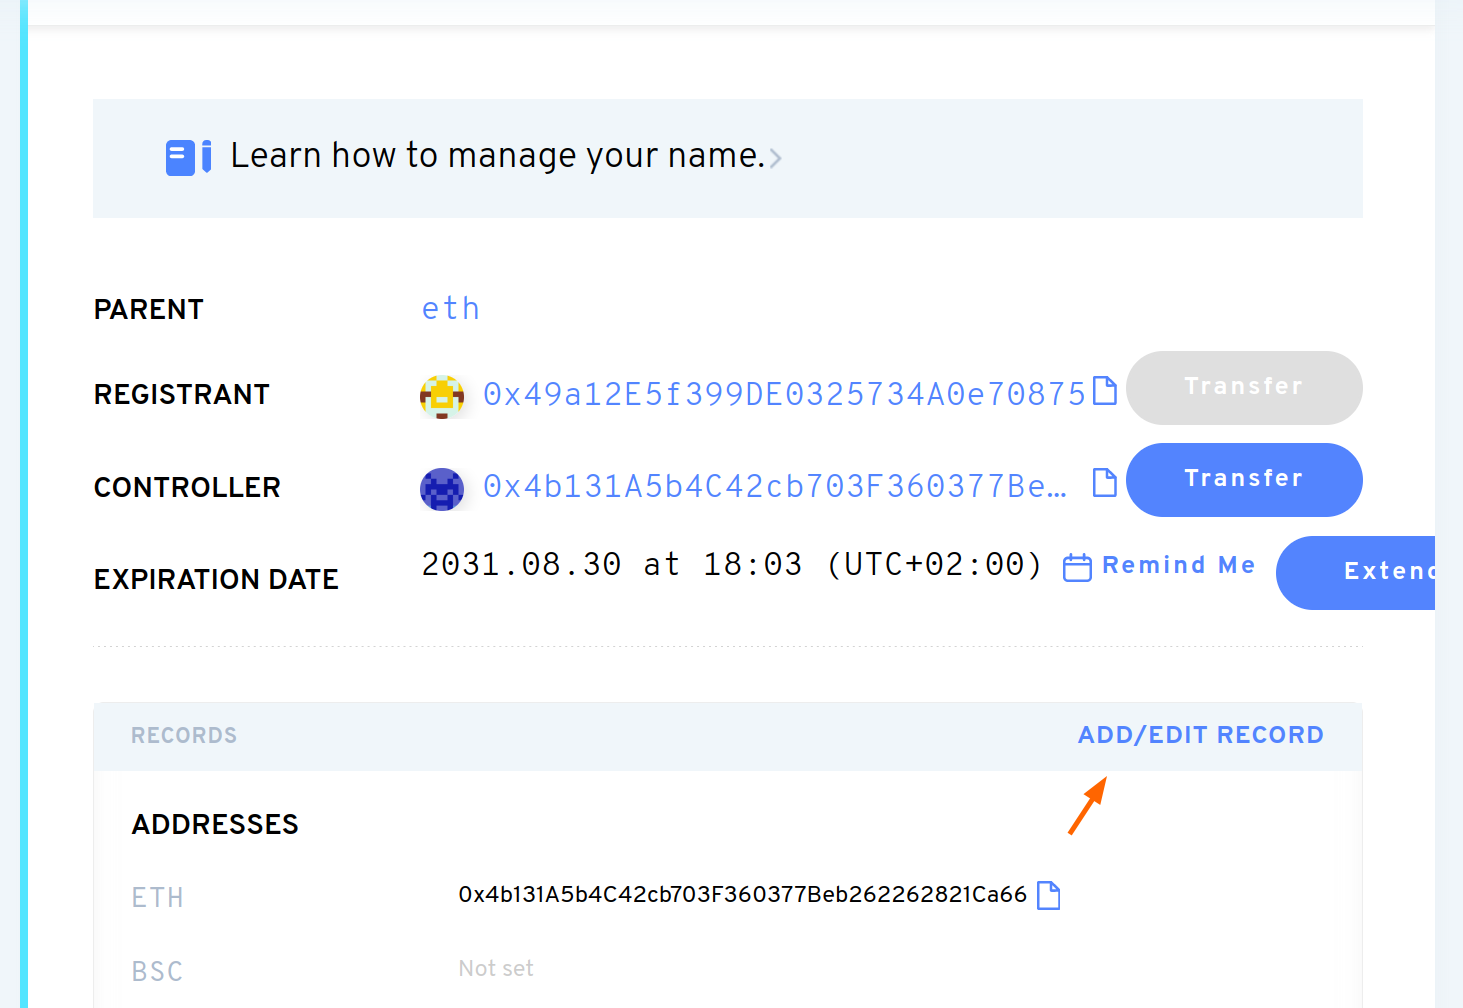 Learn how to manage your name.
PARENT eth
REGISTRANT 0x49a12E5f399DE0325734A0e70875 Transfer
CONTROLLER 0x4b131A5b4C42cb703F360377Be... Transfer
EXPIRATION DATE 2031.08.30 at 18:03 (UTC+02:00) Remind Me Extend
RECORDS ADD/EDIT RECORD
ADDRESSES
ETH 0x4b131A5b4C42cb703F360377Beb262262821Ca66
BSC Not set